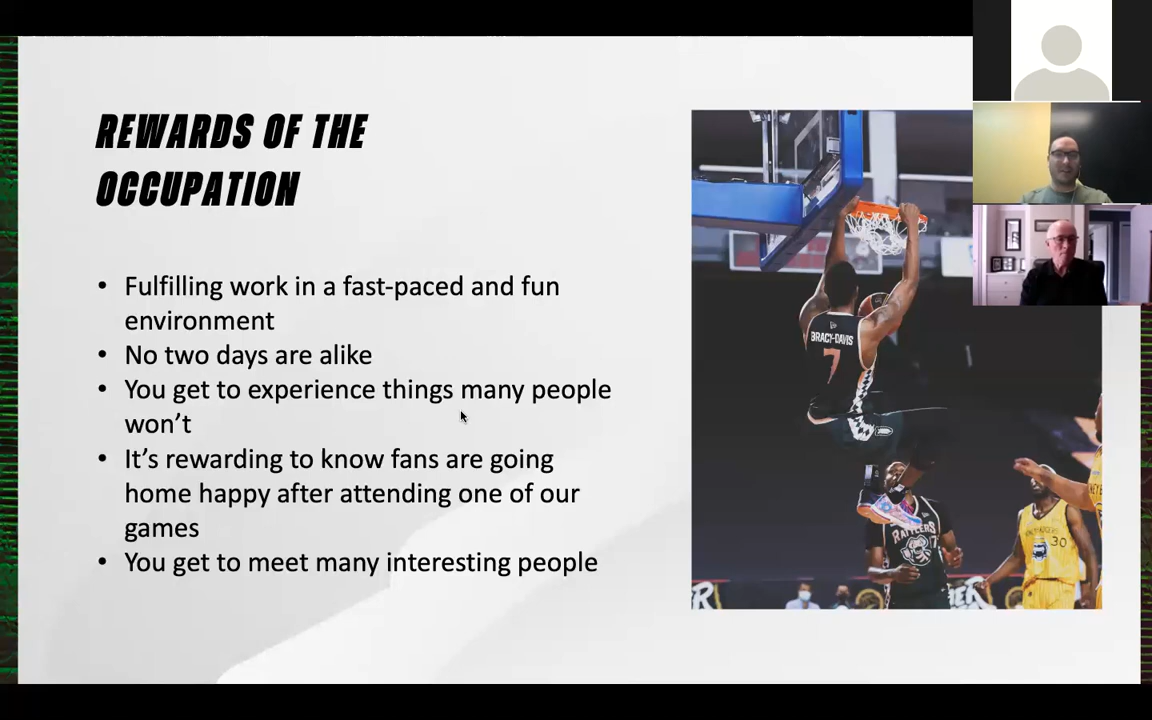 REWARDS OF THE
OCCUPATION
• Fulfilling work in a fast-paced and fun
environment
• No two days are alike
• You get to experience things many people
won't
• It's rewarding to know fans are going
home happy after attending one of our
games
• You get to meet many interesting people
BRACY-DAVIS
7
RATTLERS
30